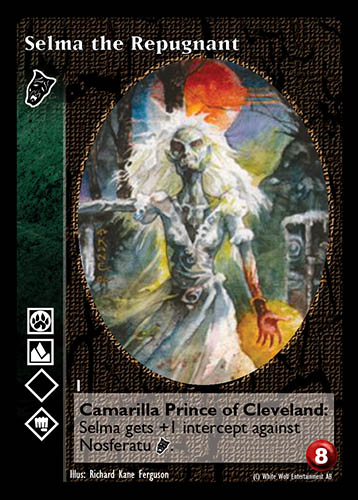 Selma the Repugnant
Camarilla Prince of Cleveland:
Selma gets +1 intercept against
Nosferatu .
8
Illus: Richard Kane Ferguson
(C) White Wolf Entertainment AB